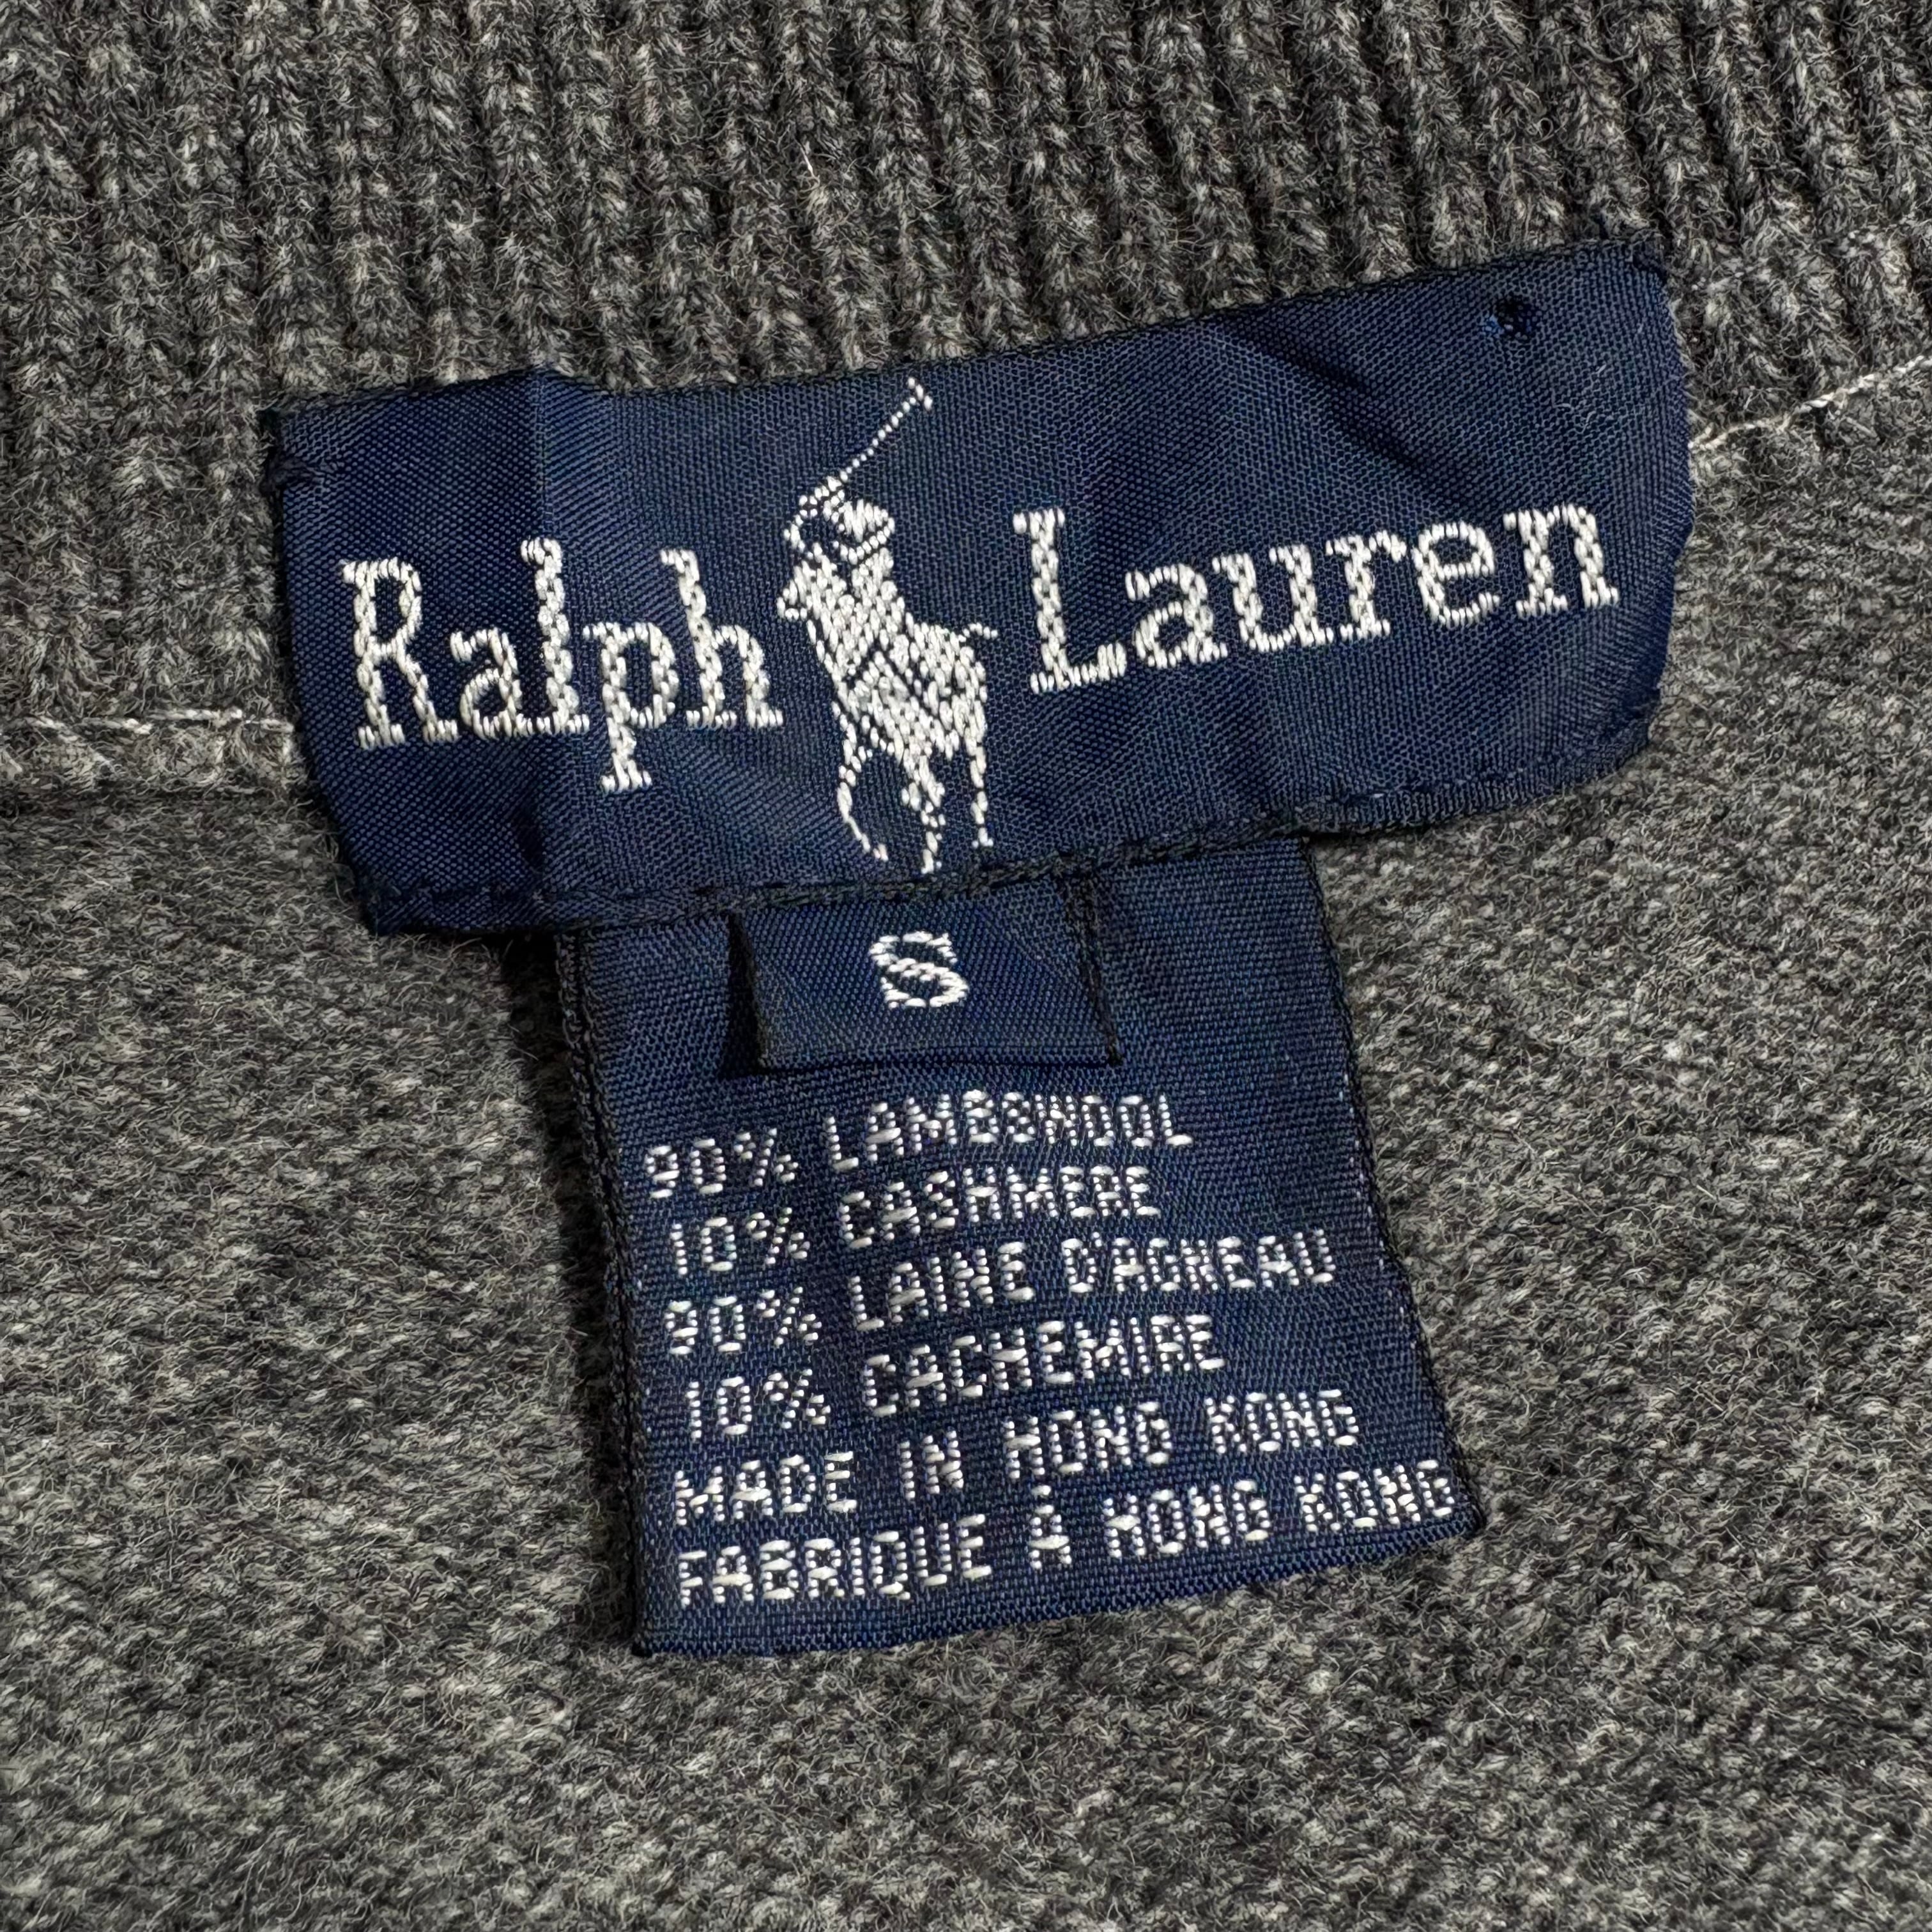 Ralph Lauren
S
90% LAMBSWOOL
10% CASHMERE
90% LAINE D'AGNEAU
10% CACHEMIRE
MADE IN HONG KONG
FABRIQUE À HONG KONG